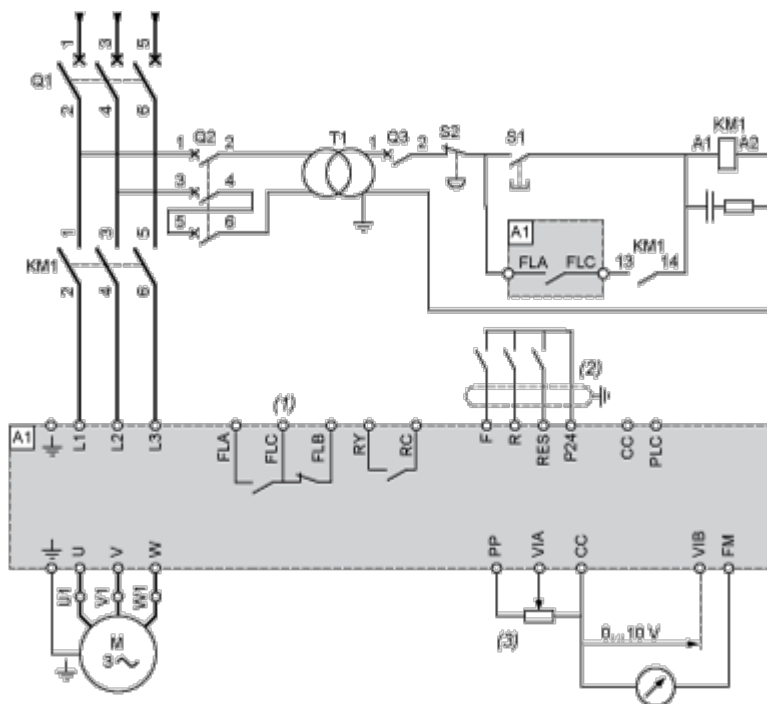 1 3 5
Q1
2 4 6
1 Q2 2
T1
1 Q3 2
S2
S1
KM1
A1 A2
3 4
5 6
A1
FLA FLC
KM1
13 14
1 3 5
KM1
2 4 6
(1)
(2)
A1
L1 L2 L3 FLA FLC FLB RY RC F R RES P24 CC PLC
U V W PP VIA CC VIB FM
U1 V1 W1
(3)
0 ... 10 V
M
3